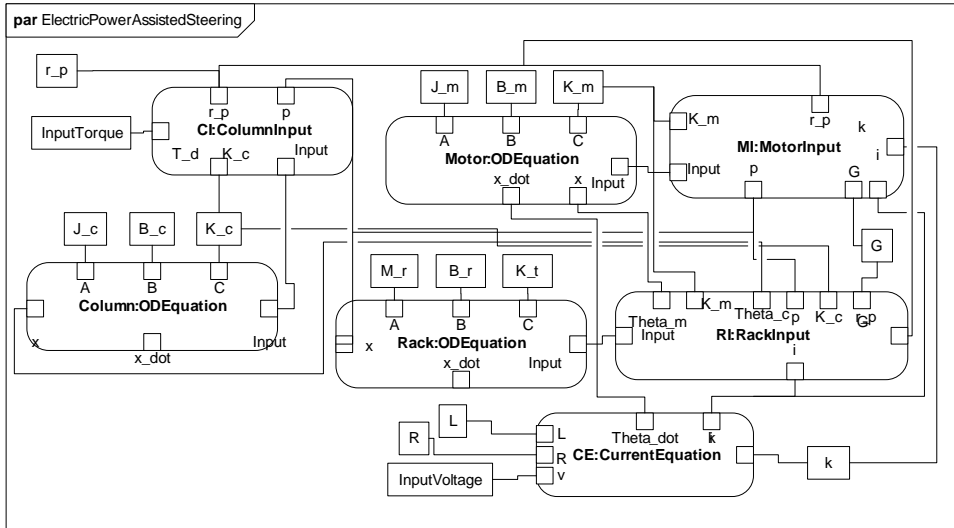 par ElectricPowerAssistedSteering
r_p
J_m
B_m
K_m
r_p
p
CI:ColumnInput
InputTorque
T_d
K_c
Input
A
B
C
Motor:ODEquation
Input
x_dot
x
K_m
r_p
k
MI:MotorInput
i
Input
p
G
J_c
B_c
K_c
G
A
B
C
Column:ODEquation
x
Input
x_dot
M_r
B_r
K_t
A
B
C
x
Rack:ODEquation
Input
x_dot
Theta_m
K_m
Theta_c
p
K_c
r_p
G
Input
RI:RackInput
i
L
R
InputVoltage
L
R
v
Theta_dot
i
k
CE:CurrentEquation
k